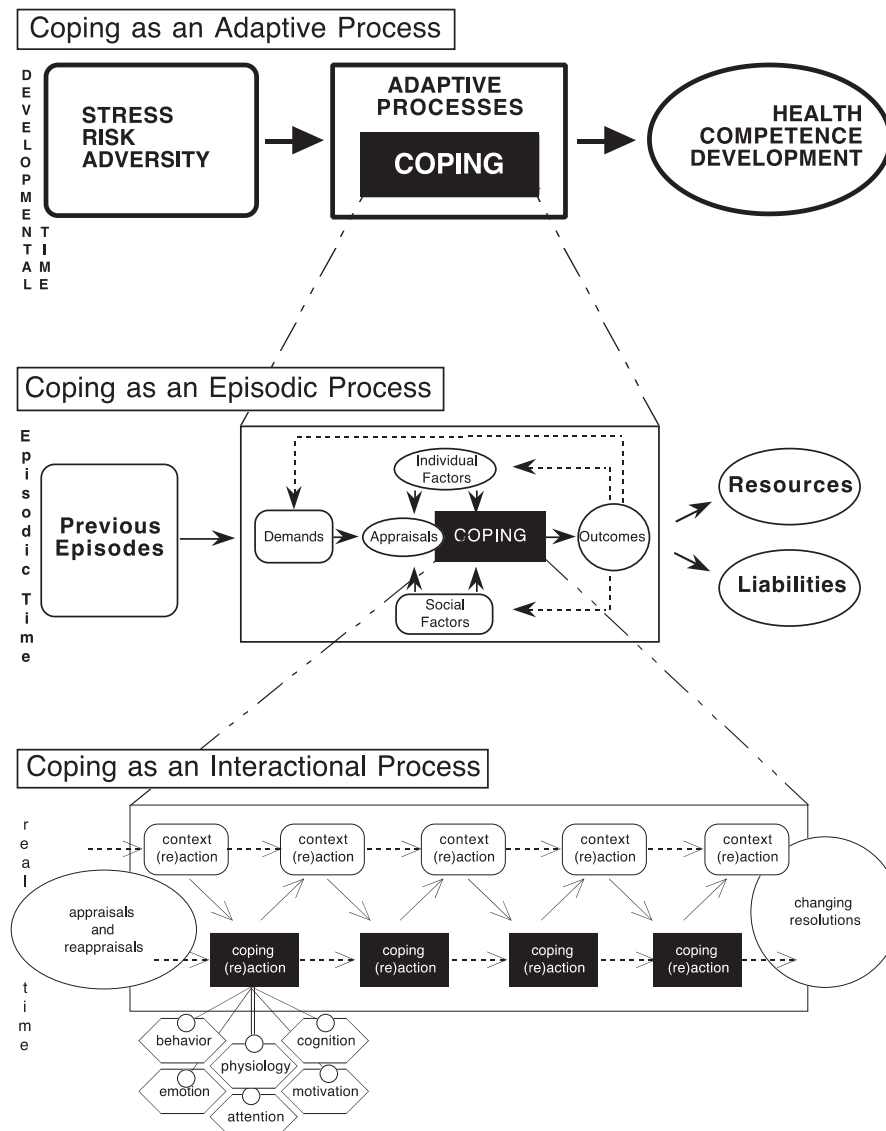 Coping as an Adaptive Process
DEVELOPMENTAL
TIME
STRESS
RISK
ADVERSITY
ADAPTIVE
PROCESSES
COPING
HEALTH
COMPETENCE
DEVELOPMENT
Coping as an Episodic Process
Episodic Time
Previous
Episodes
Demands
Individual
Factors
Appraisals
COPING
Outcomes
Social
Factors
Resources
Liabilities
Coping as an Interactional Process
real time
context
(re)action
context
(re)action
context
(re)action
context
(re)action
context
(re)action
appraisals
and
reappraisals
coping
(re)action
coping
(re)action
coping
(re)action
coping
(re)action
changing
resolutions
behavior
cognition
physiology
emotion
motivation
attention